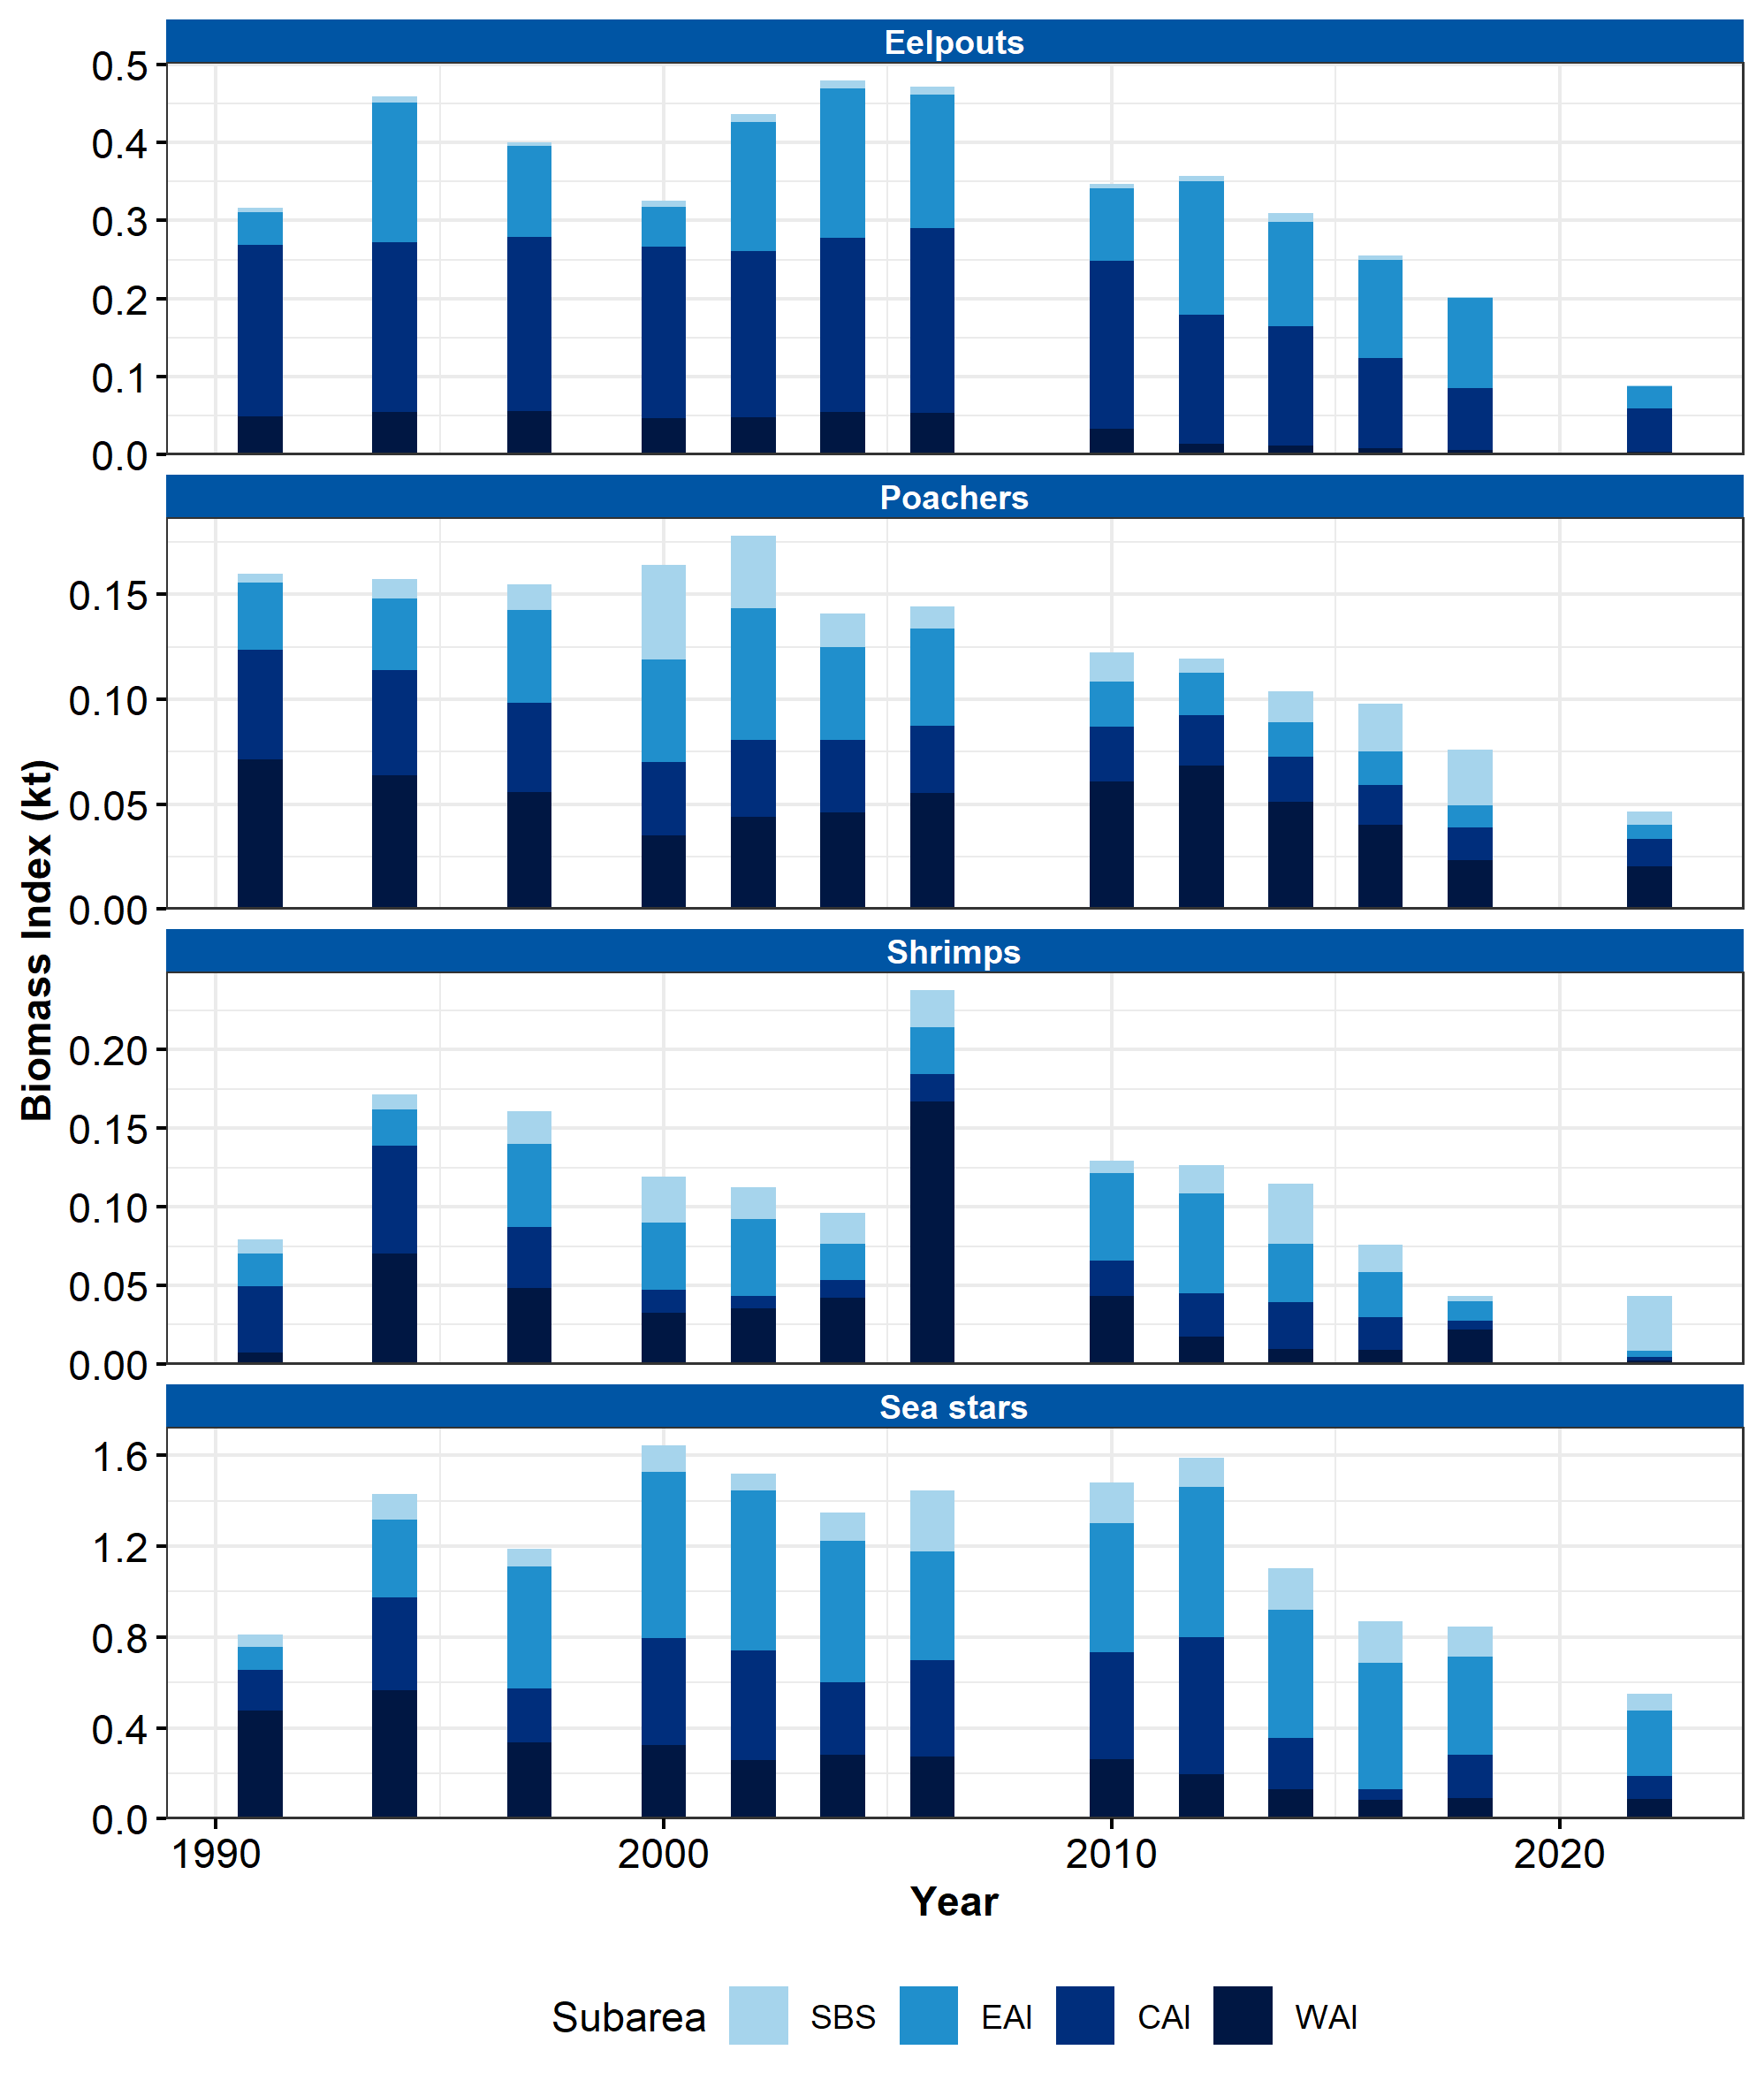 Eelpouts
0.5
0.4
0.3
0.2
0.1
0.0
Poachers
0.15
0.10
0.05
0.00
Shrimps
0.20
0.15
0.10
0.05
0.00
Sea stars
1.6
1.2
0.8
0.4
0.0
Biomass Index (kt)
1990 2000 2010 2020
Year
Subarea SBS EAI CAI WAI